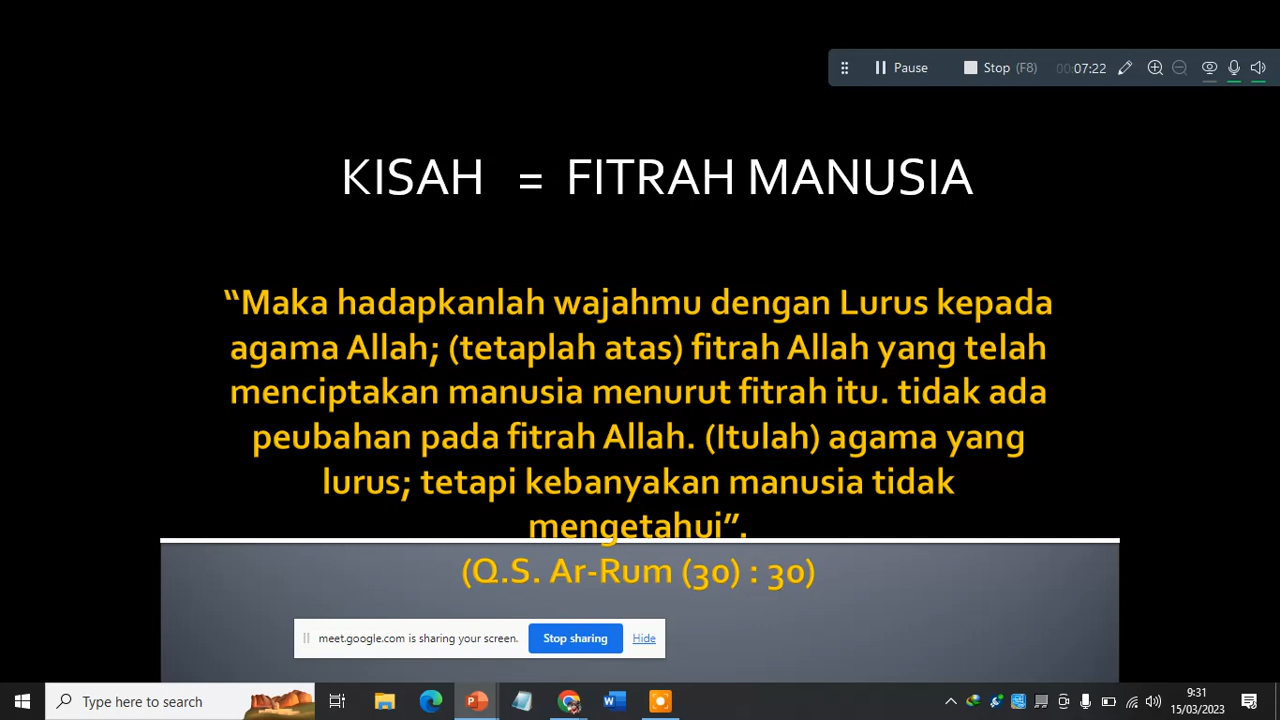 Pause
Stop (F8)
00:07:22
KISAH = FITRAH MANUSIA
“Maka hadapkanlah wajahmu dengan Lurus kepada
agama Allah; (tetaplah atas) fitrah Allah yang telah
menciptakan manusia menurut fitrah itu. tidak ada
peubahan pada fitrah Allah. (Itulah) agama yang
lurus; tetapi kebanyakan manusia tidak
mengetahui”.
(Q.S. Ar-Rum (30) : 30)
meet.google.com is sharing your screen. Stop sharing Hide
Type here to search
9:31
15/03/2023